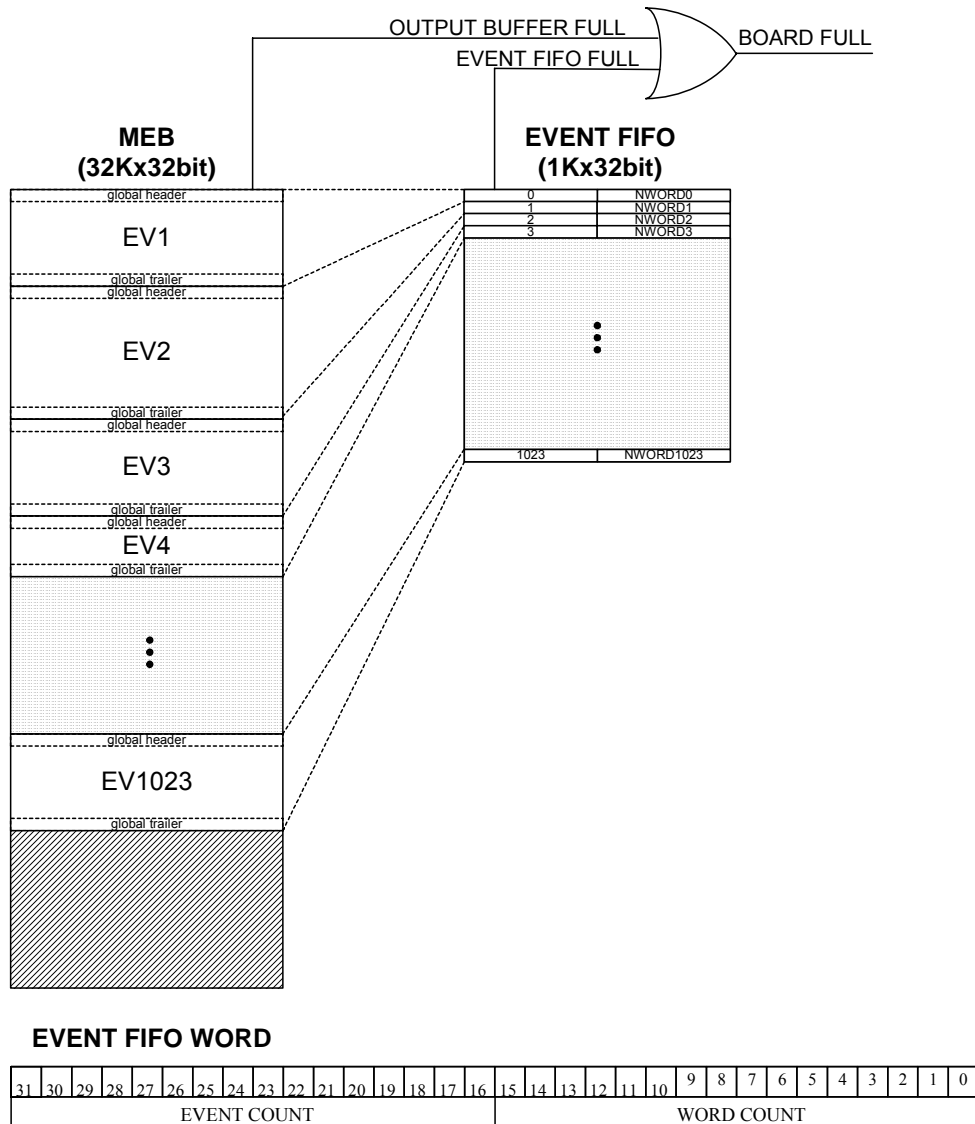 OUTPUT BUFFER FULL
BOARD FULL
EVENT FIFO FULL
MEB
(32Kx32bit)
EVENT FIFO
(1Kx32bit)
global header
EV1
global trailer
global header
EV2
global trailer
global header
EV3
global trailer
global header
EV4
global trailer
global header
EV1023
global trailer
0 NWORD0
1 NWORD1
2 NWORD2
3 NWORD3
1023 NWORD1023
EVENT FIFO WORD
31 30 29 28 27 26 25 24 23 22 21 20 19 18 17 16 15 14 13 12 11 10 9 8 7 6 5 4 3 2 1 0
EVENT COUNT WORD COUNT